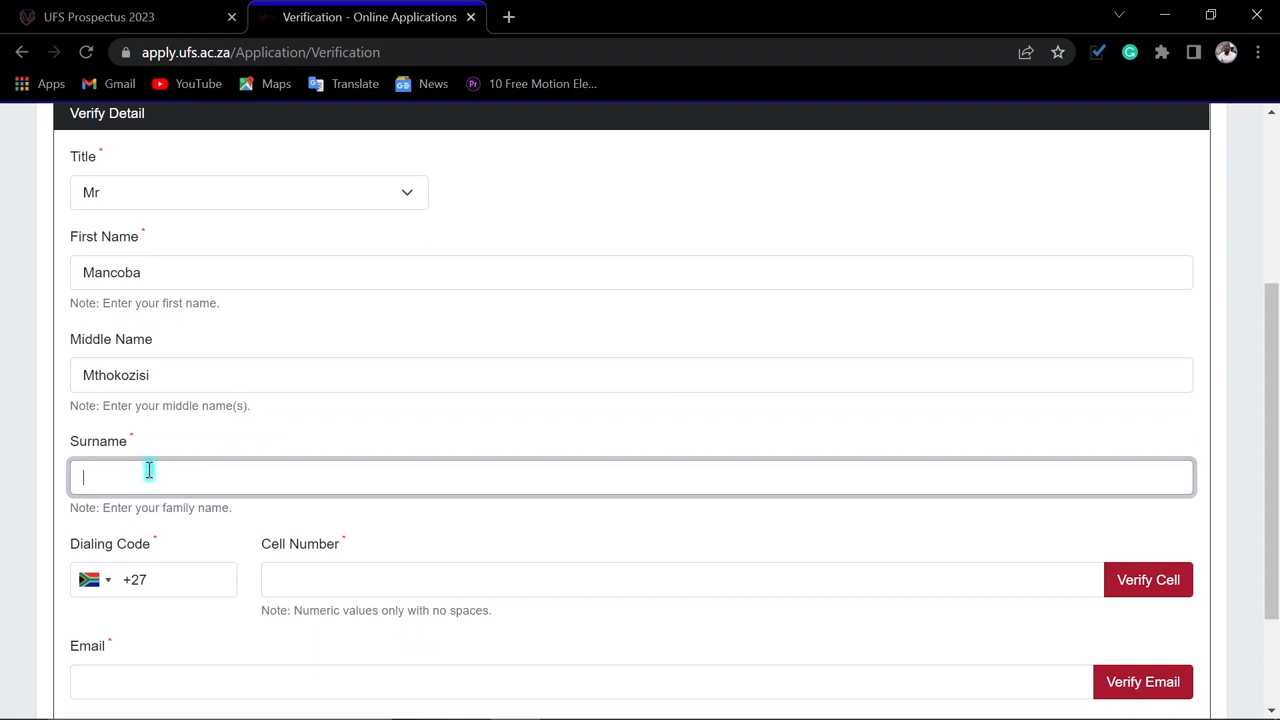 UFS Prospectus 2023
Verification - Online Applications
apply.ufs.ac.za/Application/Verification
Apps Gmail YouTube Maps Translate News Pr 10 Free Motion Ele...
Verify Detail
Title *
Mr
First Name *
Mancoba
Note: Enter your first name.
Middle Name
Mthokozisi
Note: Enter your middle name(s).
Surname *
Note: Enter your family name.
Dialing Code * Cell Number *
+27 Verify Cell
Note: Numeric values only with no spaces.
Email *
Verify Email